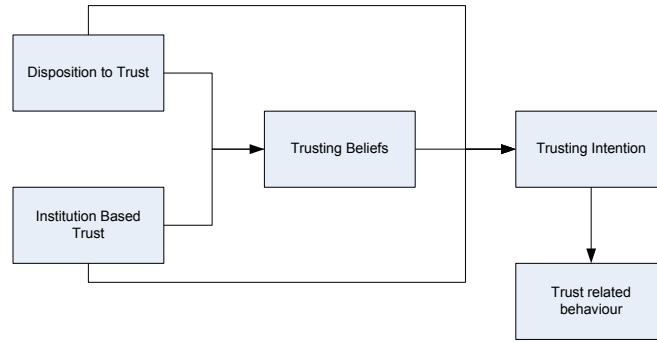 Disposition to Trust
Trusting Beliefs
Trusting Intention
Institution Based
Trust
Trust related
behaviour